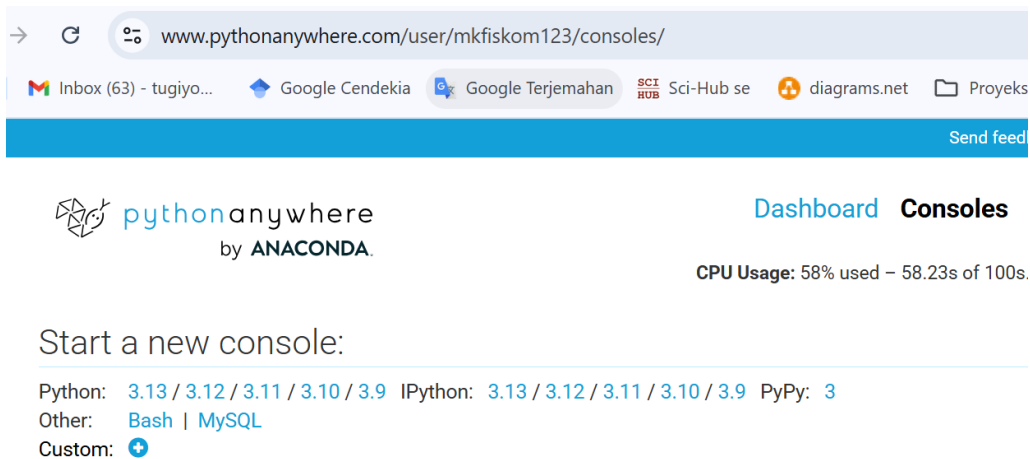 www.pythonanywhere.com/user/mkfiskom123/consoles/
Inbox (63) - tugiyo... Google Cendekia Google Terjemahan SCI HUB Sci-Hub se diagrams.net Proyeks
Send feedl
pythonanywhere
by ANACONDA.
Dashboard Consoles
CPU Usage: 58% used – 58.23s of 100s.
Start a new console:
Python: 3.13 / 3.12 / 3.11 / 3.10 / 3.9 IPython: 3.13 / 3.12 / 3.11 / 3.10 / 3.9 PyPy: 3
Other: Bash | MySQL
Custom: